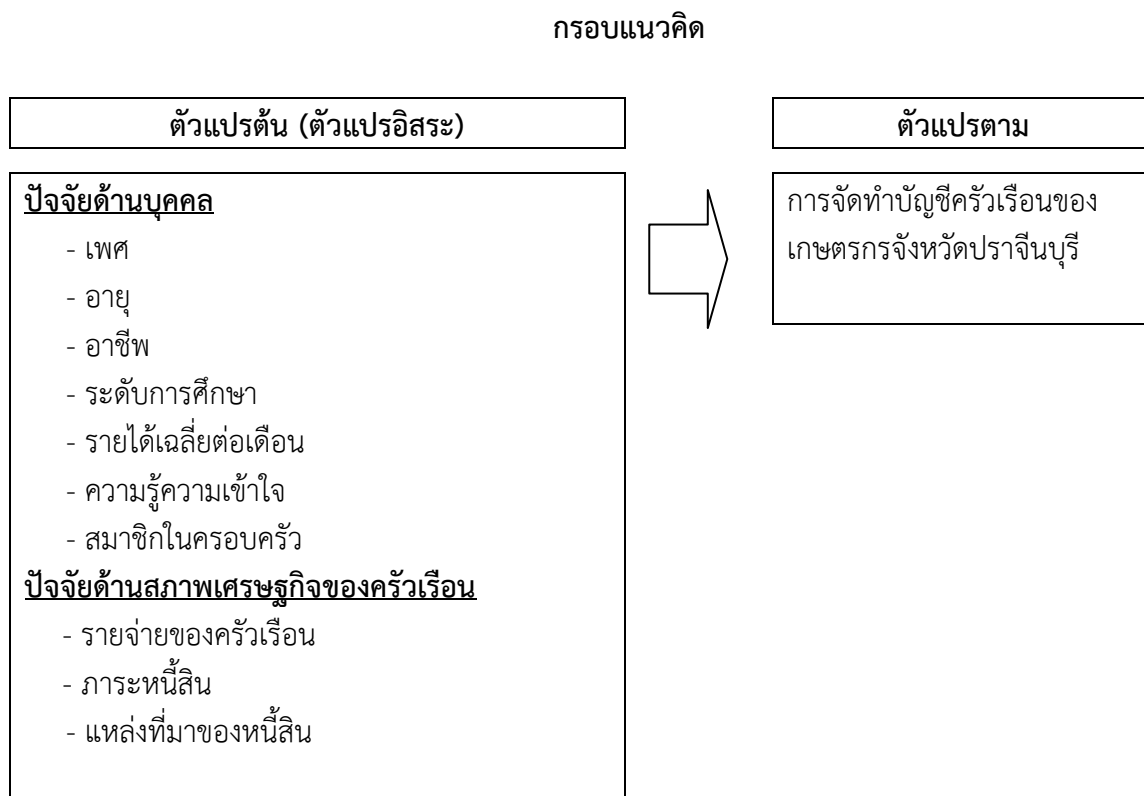 กรอบแนวคิด
ตัวแปรต้น (ตัวแปรอิสระ)
ปัจจัยด้านบุคคล
- เพศ
- อายุ
- อาชีพ
- ระดับการศึกษา
- รายได้เฉลี่ยต่อเดือน
- ความรู้ความเข้าใจ
- สมาชิกในครอบครัว
ปัจจัยด้านสภาพเศรษฐกิจของครัวเรือน
- รายจ่ายของครัวเรือน
- ภาระหนี้สิน
- แหล่งที่มาของหนี้สิน
ตัวแปรตาม
การจัดทำบัญชีครัวเรือนของ
เกษตรกรจังหวัดปราจีนบุรี